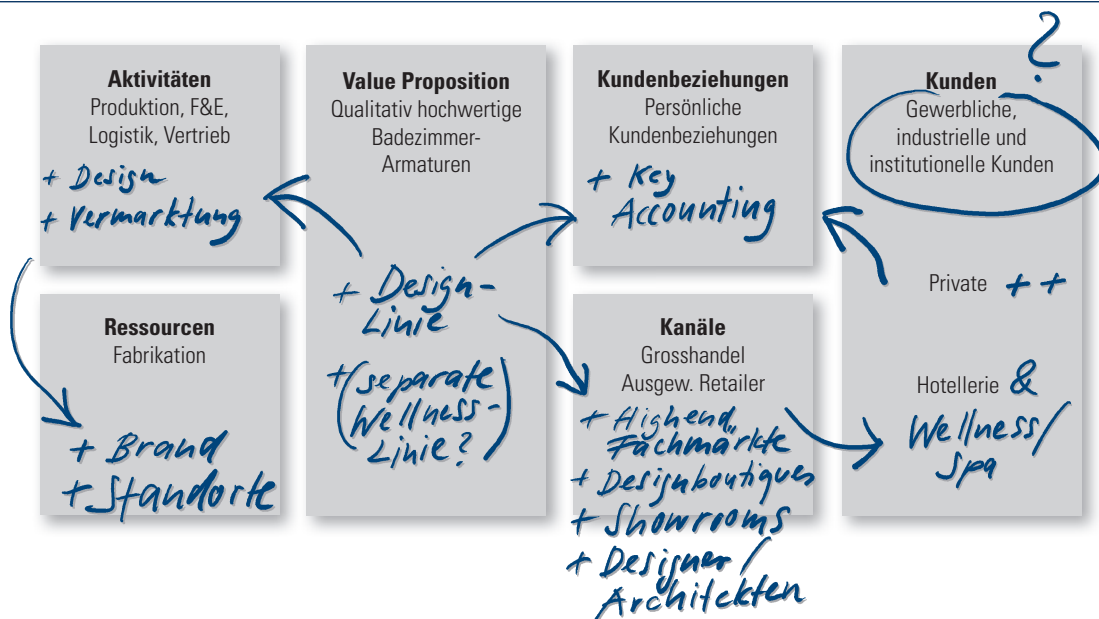 Aktivitäten
Produktion, F&E,
Logistik, Vertrieb
+ Design
+ Vermarktung
Ressourcen
Fabrikation
+ Brand
+ Standorte
Value Proposition
Qualitativ hochwertige
Badezimmer-
Armaturen
+ Design-
Linie
+ (separate
Wellness-
Linie?)
Kundenbeziehungen
Persönliche
Kundenbeziehungen
+ Key
Accounting
Kanäle
Grosshandel
Ausgew. Retailer
+ Highend
Fachmärkte
+ Designboutiquen
+ Showrooms
+ Designer /
Architekten
?
Kunden
Gewerbliche,
industrielle und
institutionelle Kunden
Private + +
Hotellerie &
Wellness/
Spa